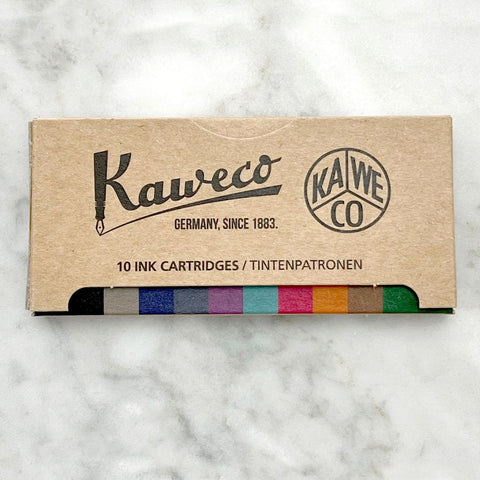 Kaweco
GERMANY, SINCE 1883.
KA WE
CO
10 INK CARTRIDGES / TINTENPATRONEN